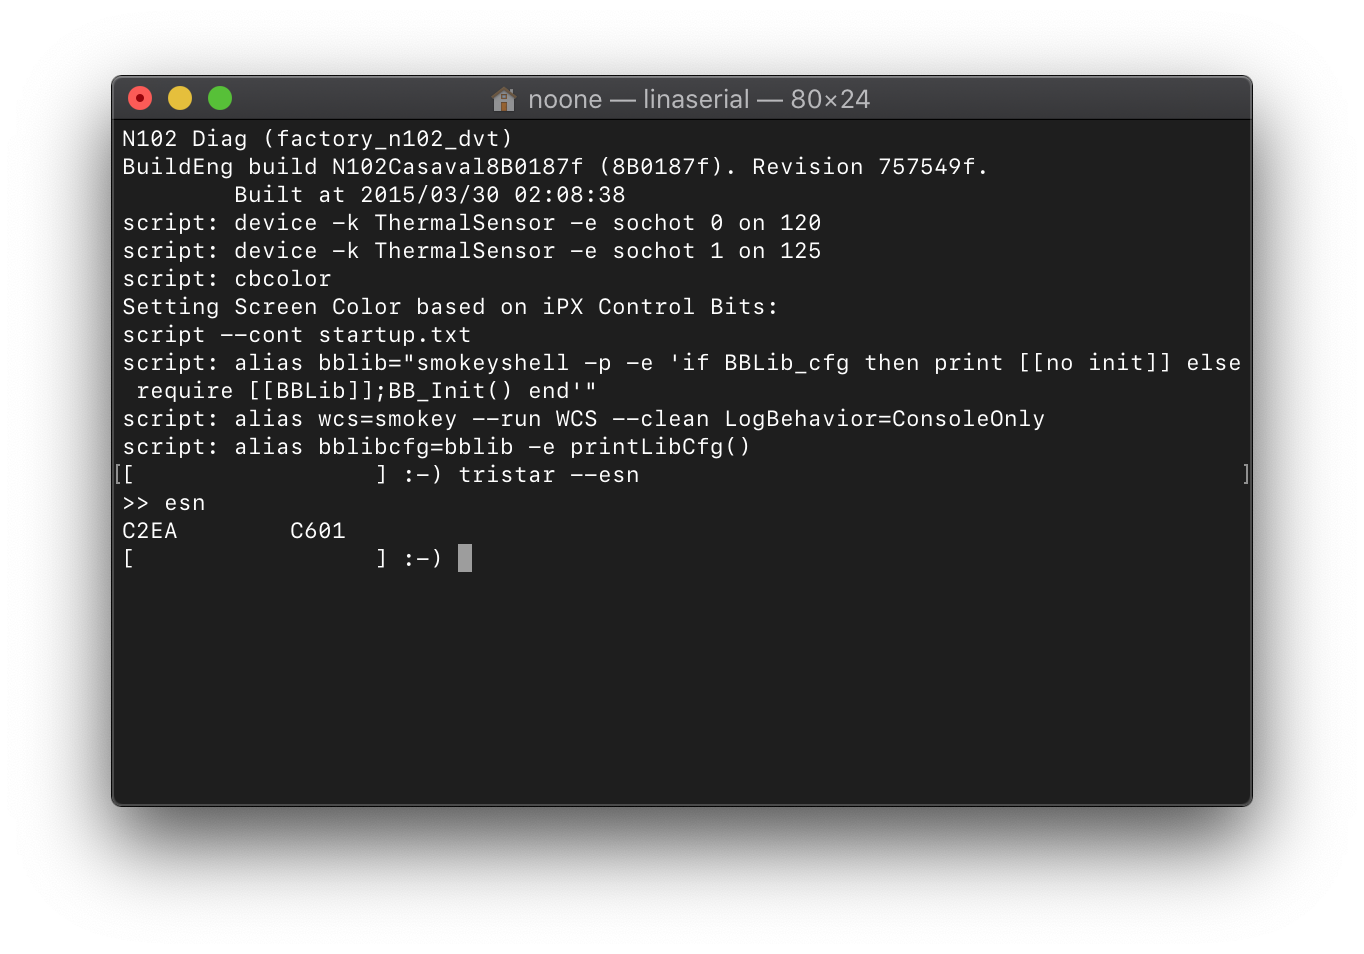 noone — linaserial — 80×24
N102 Diag (factory_n102_dvt)
BuildEng build N102Casaval8B0187f (8B0187f). Revision 757549f.
        Built at 2015/03/30 02:08:38
script: device -k ThermalSensor -e sochot 0 on 120
script: device -k ThermalSensor -e sochot 1 on 125
script: cbcolor
Setting Screen Color based on iPX Control Bits:
script --cont startup.txt
script: alias bblib="smokeyshell -p -e 'if BBLib_cfg then print [[no init]] else
 require [[BBLib]];BB_Init() end'"
script: alias wcs=smokey --run WCS --clean LogBehavior=ConsoleOnly
script: alias bblibcfg=bblib -e printLibCfg()
[[                 ] :-) tristar --esn                                           ]
>> esn
C2EA        C601
[                 ] :-)